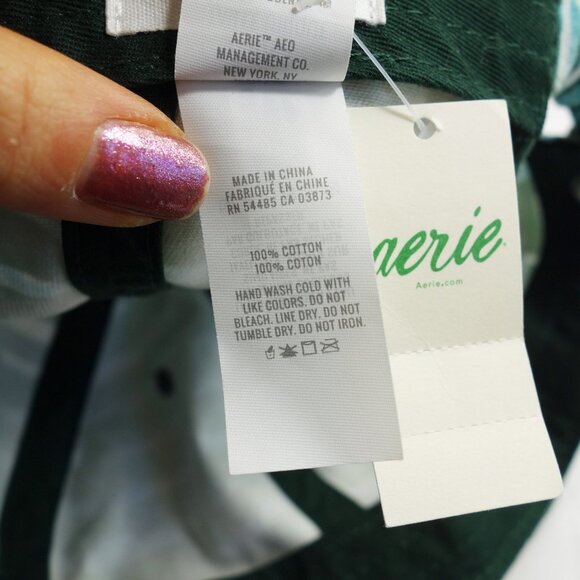 AERIE™ AEO
MANAGEMENT CO.
NEW YORK, NY
MADE IN CHINA
FABRIQUÉ EN CHINE
RN 54485 CA 03873
100% COTTON
100% COTON
HAND WASH COLD WITH
LIKE COLORS. DO NOT
BLEACH. LINE DRY. DO NOT
TUMBLE DRY. DO NOT IRON.
aerie
Aerie.com